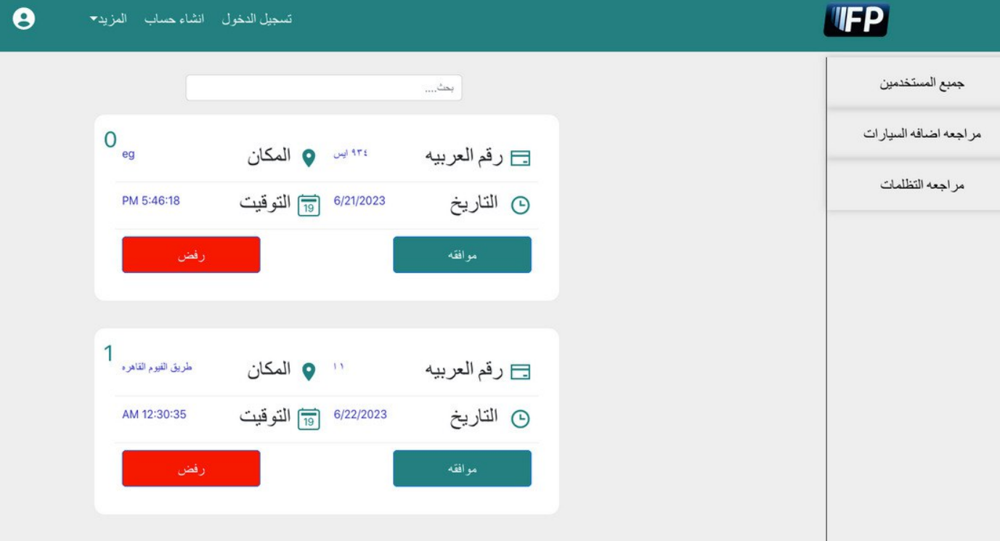 IFP
تسجيل الدخول انشاء حساب المزيد
جمبع المستخدمين
مراجعه اضافه السيارات
مراجعه التظلمات
بحث....
0
رقم العربيه ٩٣٤ ايس المكان eg
التاريخ 6/21/2023 19 التوقيت PM 5:46:18
موافقه رفض
1
رقم العربيه ١١ المكان طريق الفيوم القاهره
التاريخ 6/22/2023 19 التوقيت AM 12:30:35
موافقه رفض